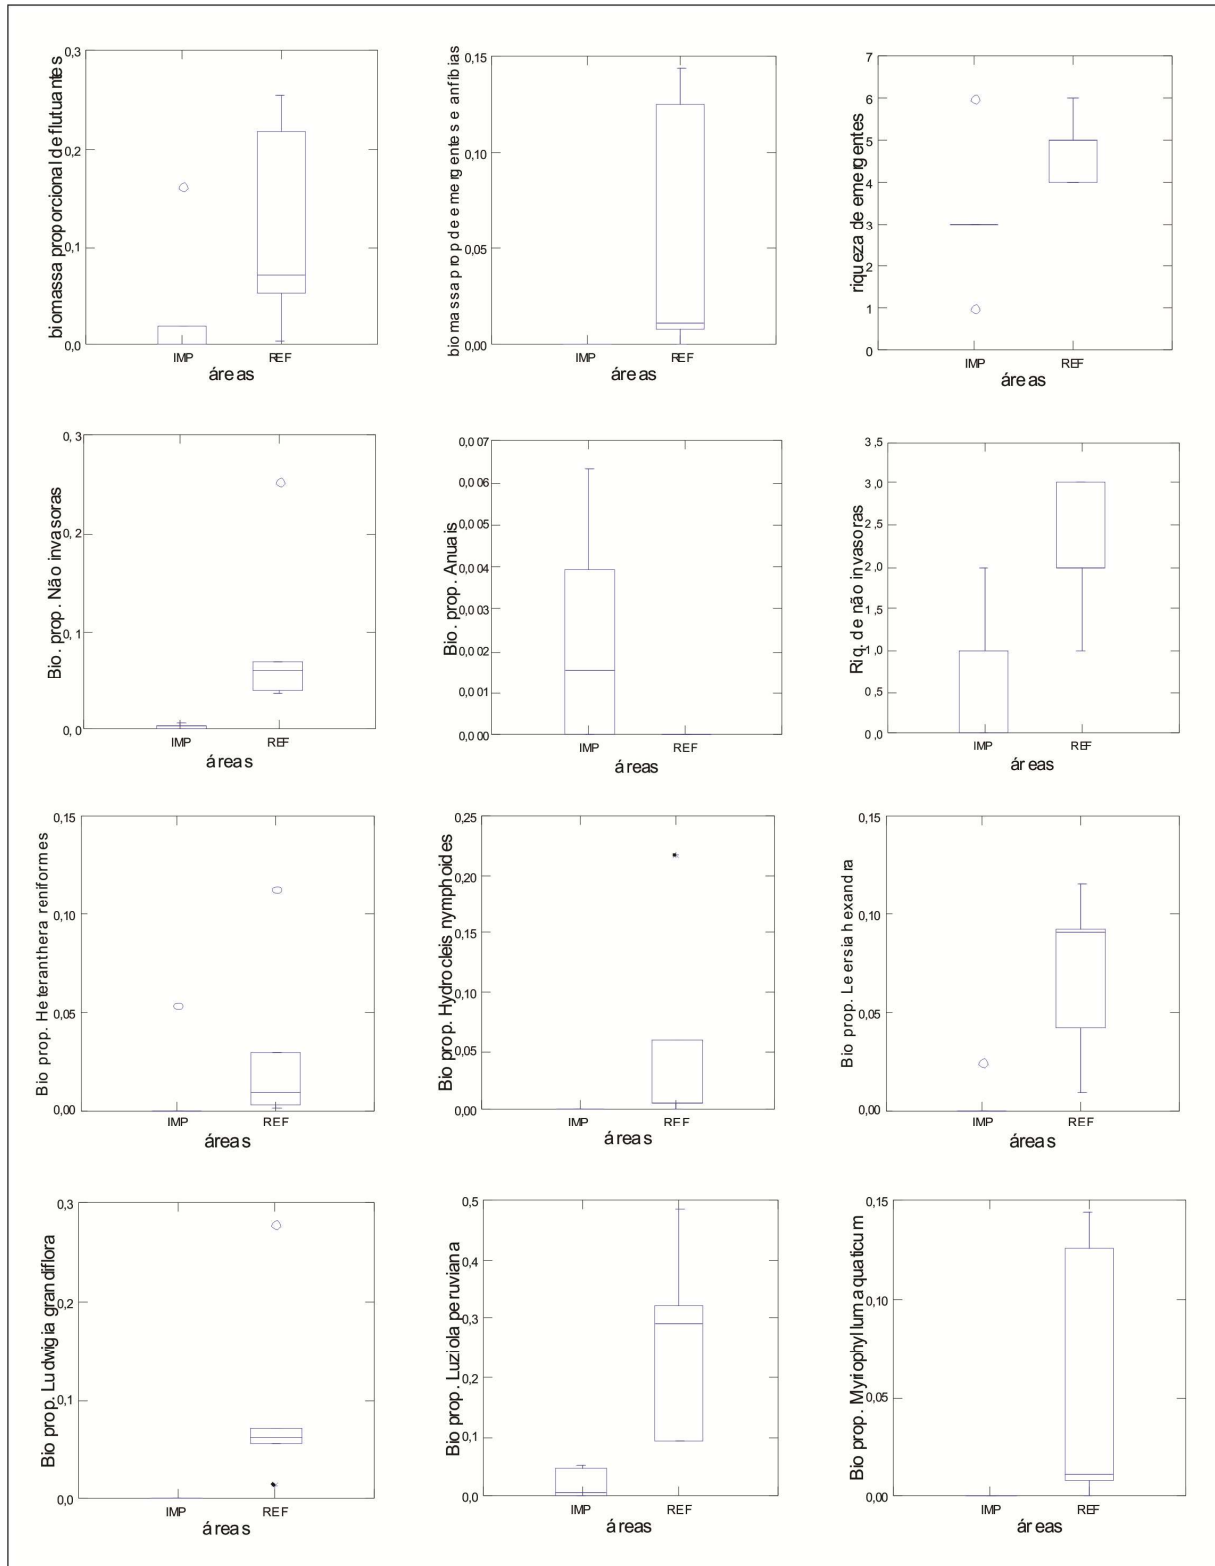 biomassa proporcional de flutuantes
0,3
0,2
0,1
0,0
IMP REF
áreas
biomassa prop de emergentes e anfíbias
0,15
0,10
0,05
0,00
IMP REF
áreas
riqueza de emergentes
7
6
5
4
3
2
1
0
IMP REF
áreas
Bio. prop. Não invasoras
0,3
0,2
0,1
0,0
IMP REF
áreas
Bio. prop. Anuais
0,007
0,006
0,005
0,004
0,003
0,002
0,001
0,000
IMP REF
áreas
Riq. de não invasoras
3,5
3,0
2,5
2,0
1,5
1,0
0,5
0,0
IMP REF
áreas
Bio prop. Heteranthera reniformes
0,15
0,10
0,05
0,00
IMP REF
áreas
Bio prop. Hydrocleis nymphoides
0,25
0,20
0,15
0,10
0,05
0,00
IMP REF
áreas
Bio prop. Leersia hexandra
0,15
0,10
0,05
0,00
IMP REF
áreas
Bio prop. Ludwigia grandiflora
0,3
0,2
0,1
0,0
IMP REF
áreas
Bio prop. Luziola peruviana
0,5
0,4
0,3
0,2
0,1
0,0
IMP REF
áreas
Bio prop. Myriophyllum aquaticum
0,15
0,10
0,05
0,00
IMP REF
áreas